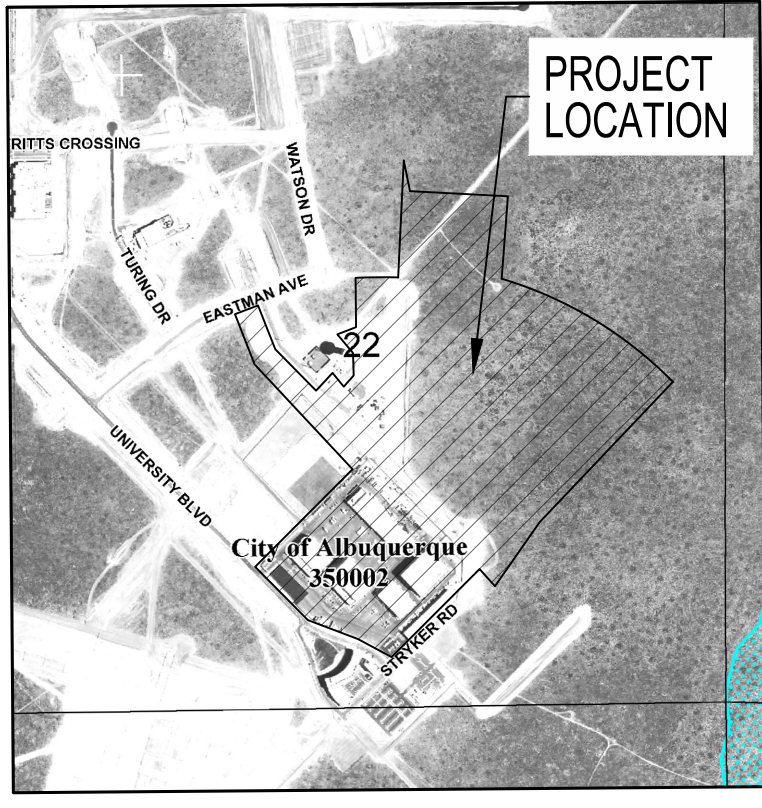 PROJECT
LOCATION
RITTS CROSSING
WATSON DR
TURING DR
EASTMAN AVE
22
UNIVERSITY BLVD
City of Albuquerque
350002
STRYKER RD